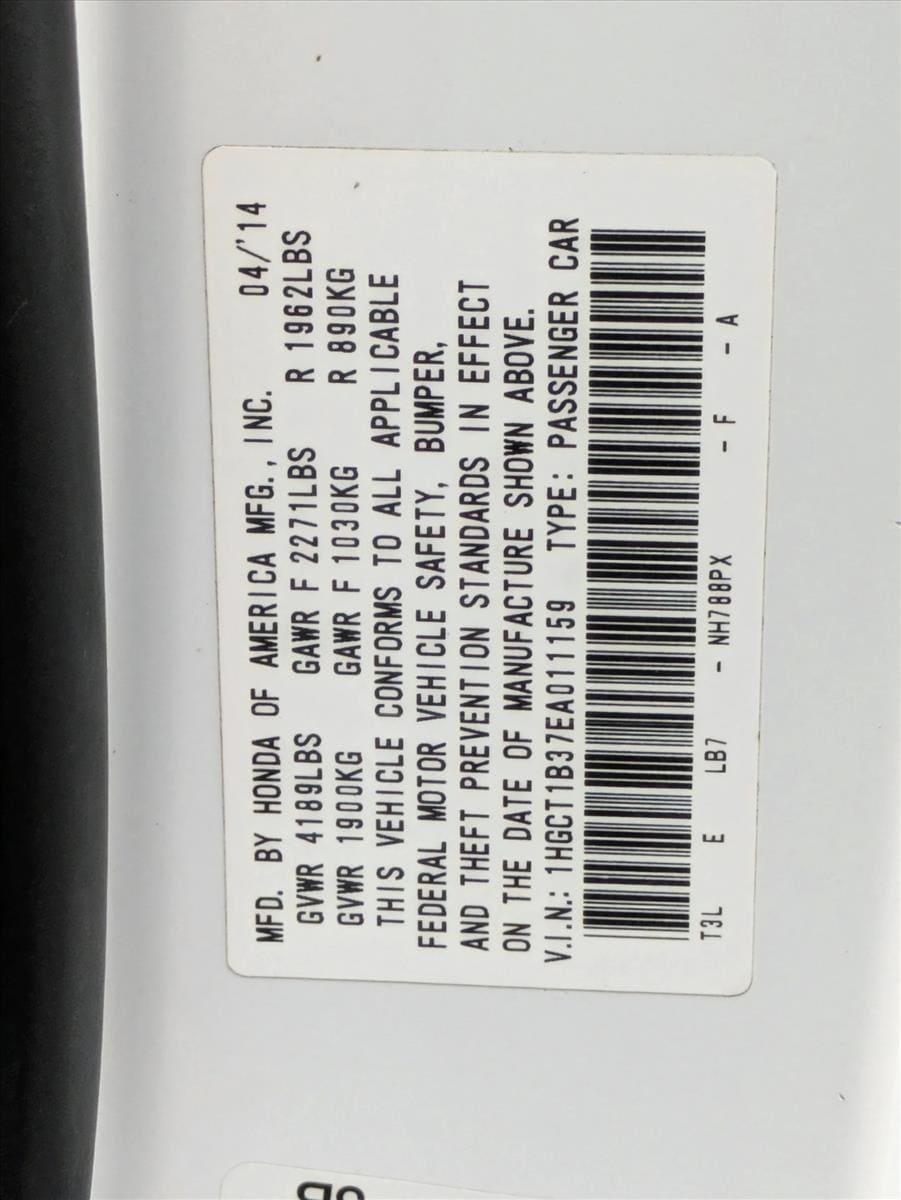 MFD. BY HONDA OF AMERICA MFG., INC. 04/'14
GVWR 4189LBS GAWR F 2271LBS R 1962LBS
GVWR 1900KG GAWR F 1030KG R 890KG
THIS VEHICLE CONFORMS TO ALL APPLICABLE
FEDERAL MOTOR VEHICLE SAFETY, BUMPER,
AND THEFT PREVENTION STANDARDS IN EFFECT
ON THE DATE OF MANUFACTURE SHOWN ABOVE.
V.I.N.: 1HGCT1B37EA011159 TYPE: PASSENGER CAR
T3L E LB7 - NH788PX - F - A